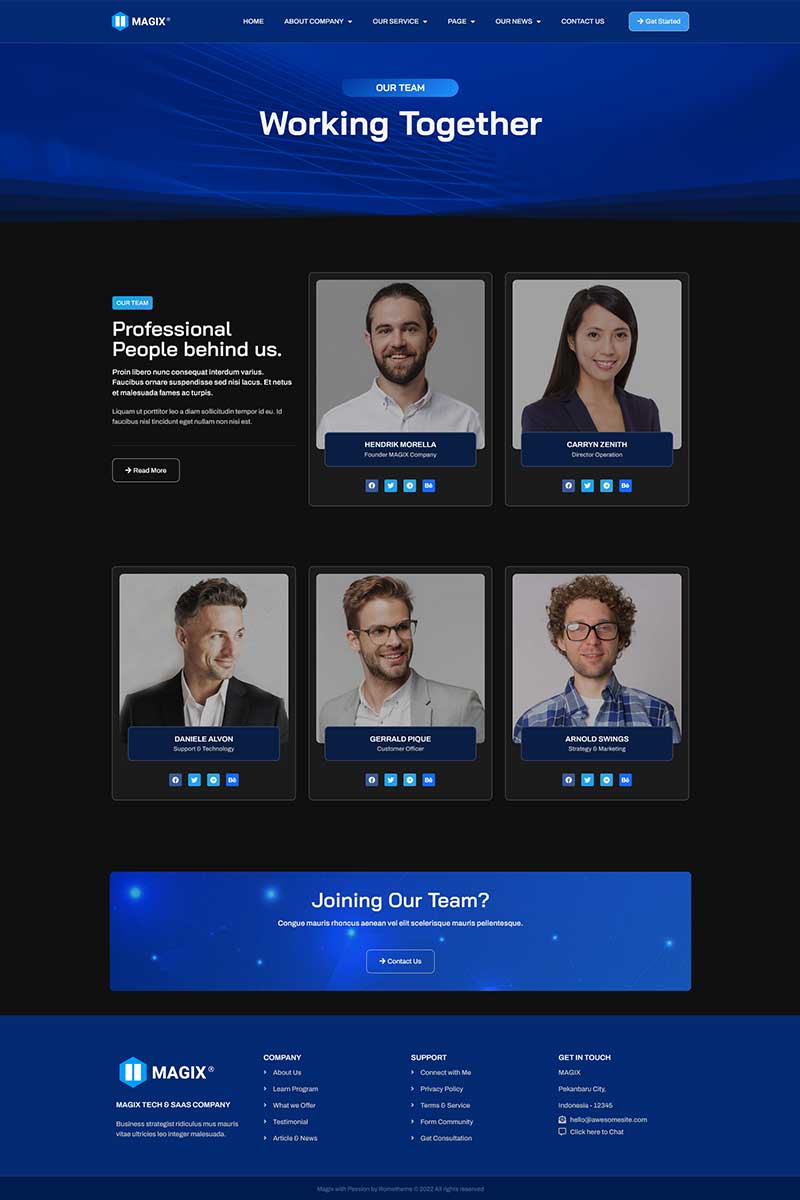 MAGIX®
HOME
ABOUT COMPANY
OUR SERVICE
PAGE
OUR NEWS
CONTACT US
Get Started
OUR TEAM
Working Together
OUR TEAM
Professional
People behind us.
Proin libero nunc consequat interdum varius.
Faucibus ornare suspendisse sed nisi lacus. Et netus
et malesuada fames ac turpis.
Liquam ut porttitor leo a diam sollicitudin tempor id eu. Id
faucibus nisl tincidunt eget nullam non nisi est.
Read More
HENDRIK MORELLA
Founder MAGIX Company
CARRYN ZENITH
Director Operation
DANIELE ALVON
Support & Technology
GERRALD PIQUE
Customer Officer
ARNOLD SWINGS
Strategy & Marketing
Joining Our Team?
Congue mauris rhoncus aenean vel elit scelerisque mauris pellentesque.
Contact Us
MAGIX®
MAGIX TECH & SAAS COMPANY
Business strategist ridiculus mus mauris
vitae ultricies leo integer malesuada.
COMPANY
About Us
Learn Program
What we Offer
Testimonial
Article & News
SUPPORT
Connect with Me
Privacy Policy
Terms & Service
Form Community
Get Consultation
GET IN TOUCH
MAGIX
Pekanbaru City,
Indonesia - 12345
hello@awesomesite.com
Click here to Chat
Magix with Passion by Rometheme © 2022 All rights reserved